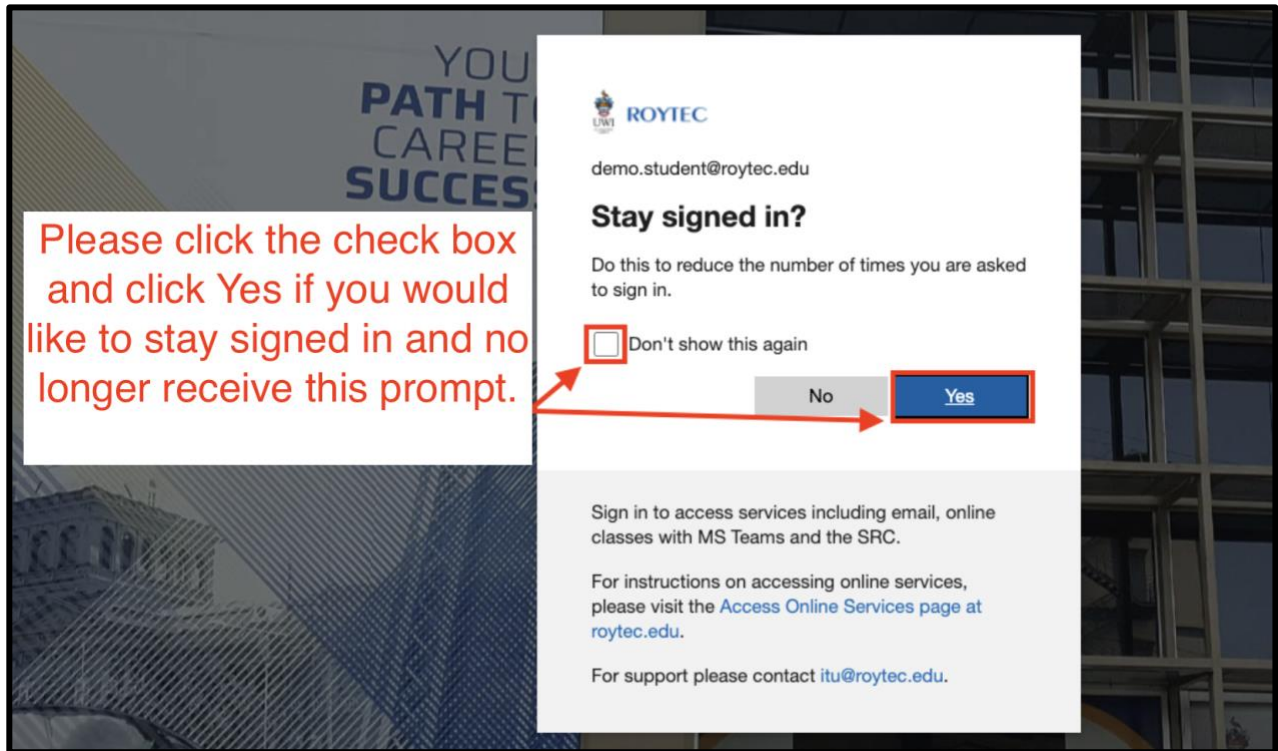 YOU
PATH T
CAREE
SUCCES
Please click the check box
and click Yes if you would
like to stay signed in and no
longer receive this prompt.
UWI
ROYTEC
demo.student@roytec.edu
Stay signed in?
Do this to reduce the number of times you are asked
to sign in.
Don't show this again
No
Yes
Sign in to access services including email, online
classes with MS Teams and the SRC.
For instructions on accessing online services,
please visit the Access Online Services page at
roytec.edu.
For support please contact itu@roytec.edu.